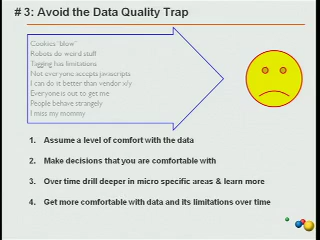 # 3: Avoid the Data Quality Trap
Cookies "blow"
Robots do weird stuff
Tagging has limitations
Not everyone accepts javascripts
I can do it better than vendor x/y
Everyone is out to get me
People behave strangely
I miss my mommy
1. Assume a level of comfort with the data
2. Make decisions that you are comfortable with
3. Over time drill deeper in micro specific areas & learn more
4. Get more comfortable with data and its limitations over time